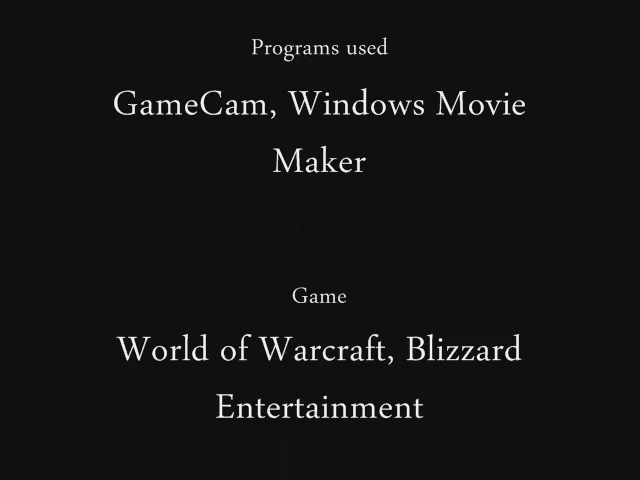 Programs used
GameCam, Windows Movie
Maker
Game
World of Warcraft, Blizzard
Entertainment